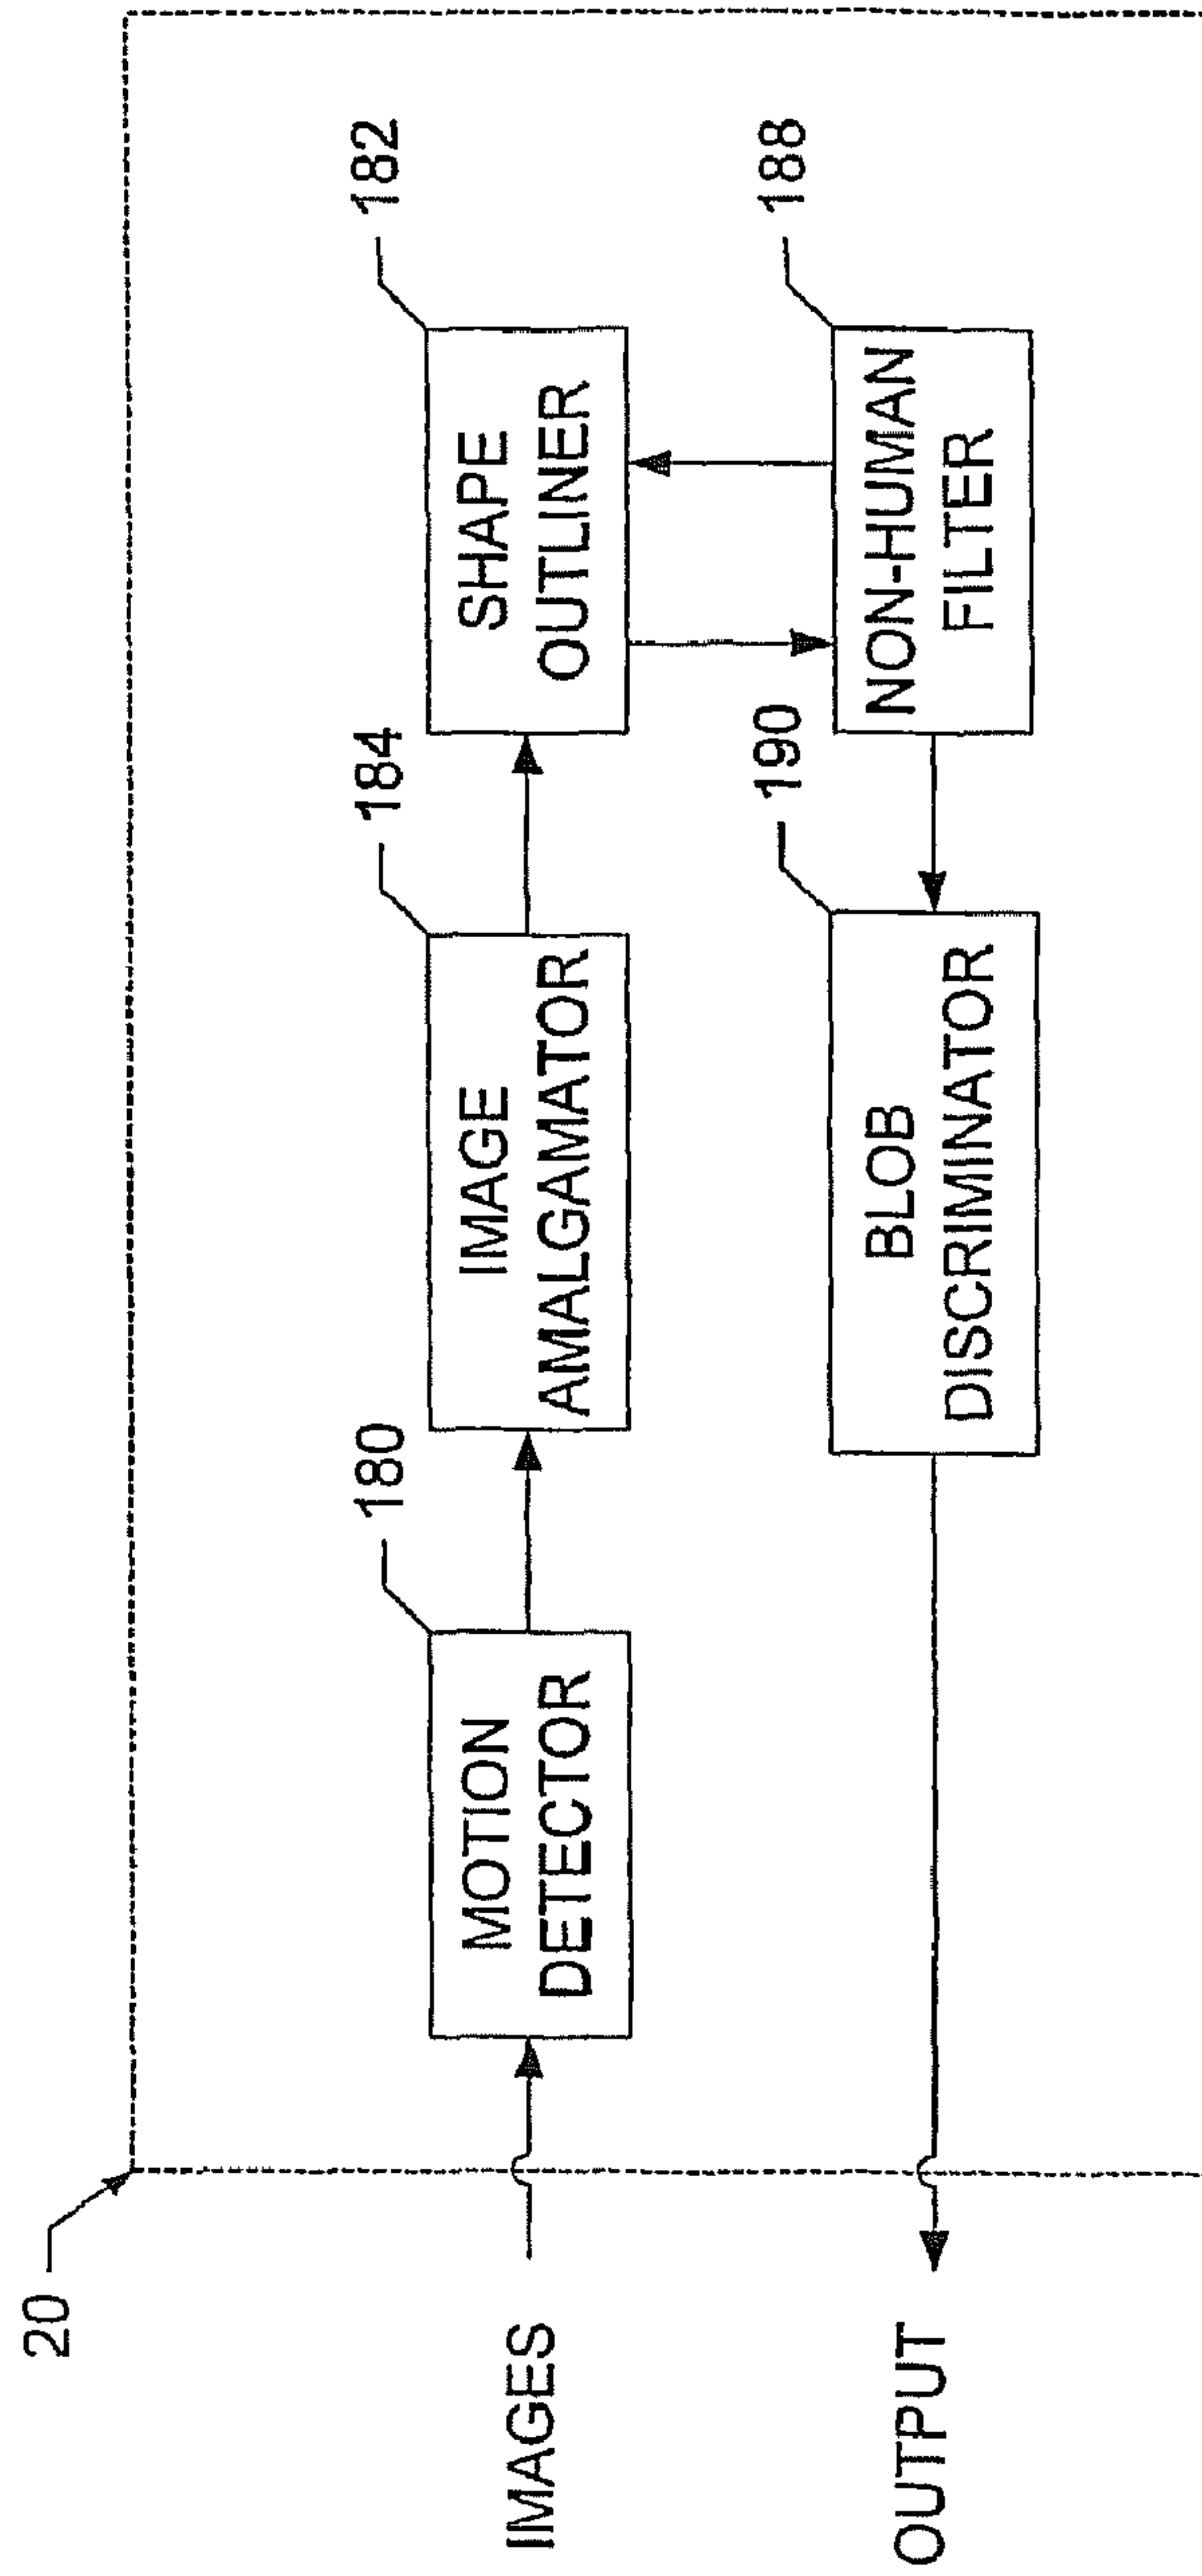 20
IMAGES
180
MOTION
DETECTOR
184
IMAGE
AMALGAMATOR
182
SHAPE
OUTLINER
188
NON-HUMAN
FILTER
190
BLOB
DISCRIMINATOR
OUTPUT